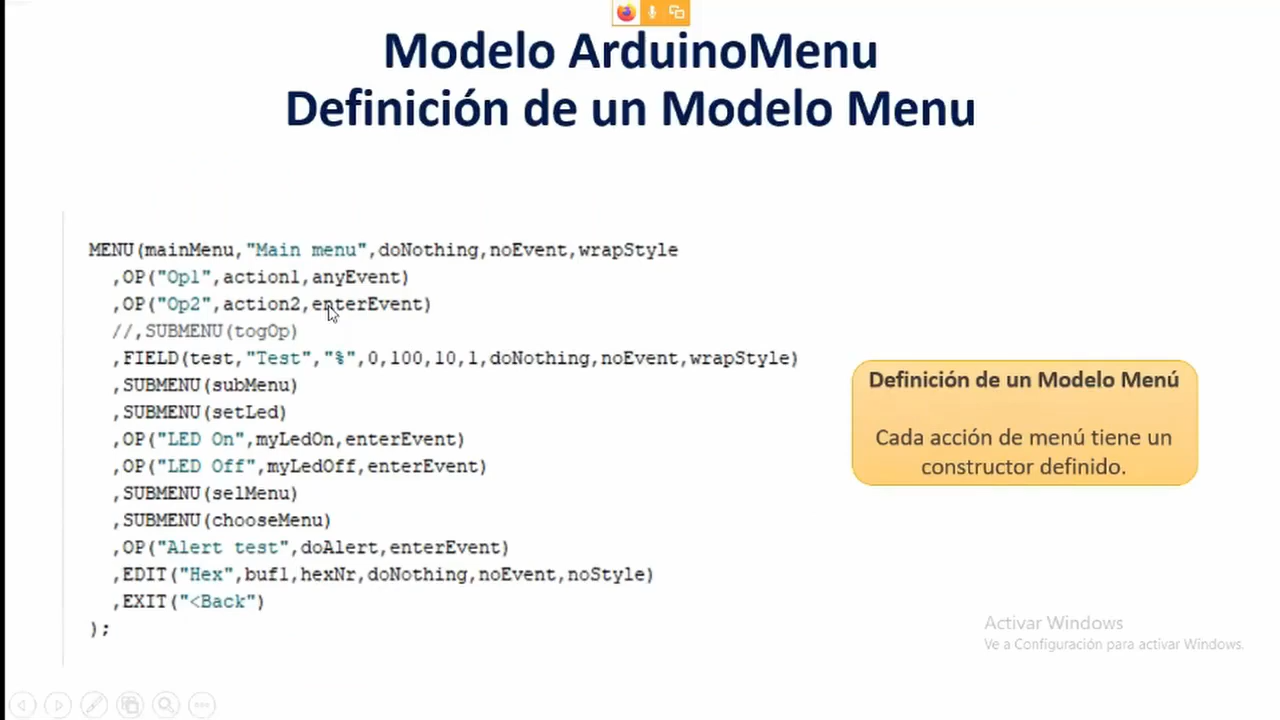 Modelo ArduinoMenu
Definición de un Modelo Menu
MENU(mainMenu,"Main menu",doNothing,noEvent,wrapStyle
,OP("Op1",action1,anyEvent)
,OP("Op2",action2,enterEvent)
//,SUBMENU(togOp)
,FIELD(test,"Test","%",0,100,10,1,doNothing,noEvent,wrapStyle)
,SUBMENU(subMenu)
,SUBMENU(setLed)
,OP("LED On",myLedOn,enterEvent)
,OP("LED Off",myLedOff,enterEvent)
,SUBMENU(selMenu)
,SUBMENU(chooseMenu)
,OP("Alert test",doAlert,enterEvent)
,EDIT("Hex",buf1,hexNr,doNothing,noEvent,noStyle)
,EXIT("<Back")
);
Definición de un Modelo Menú
Cada acción de menú tiene un
constructor definido.
Activar Windows
Ve a Configuración para activar Windows.